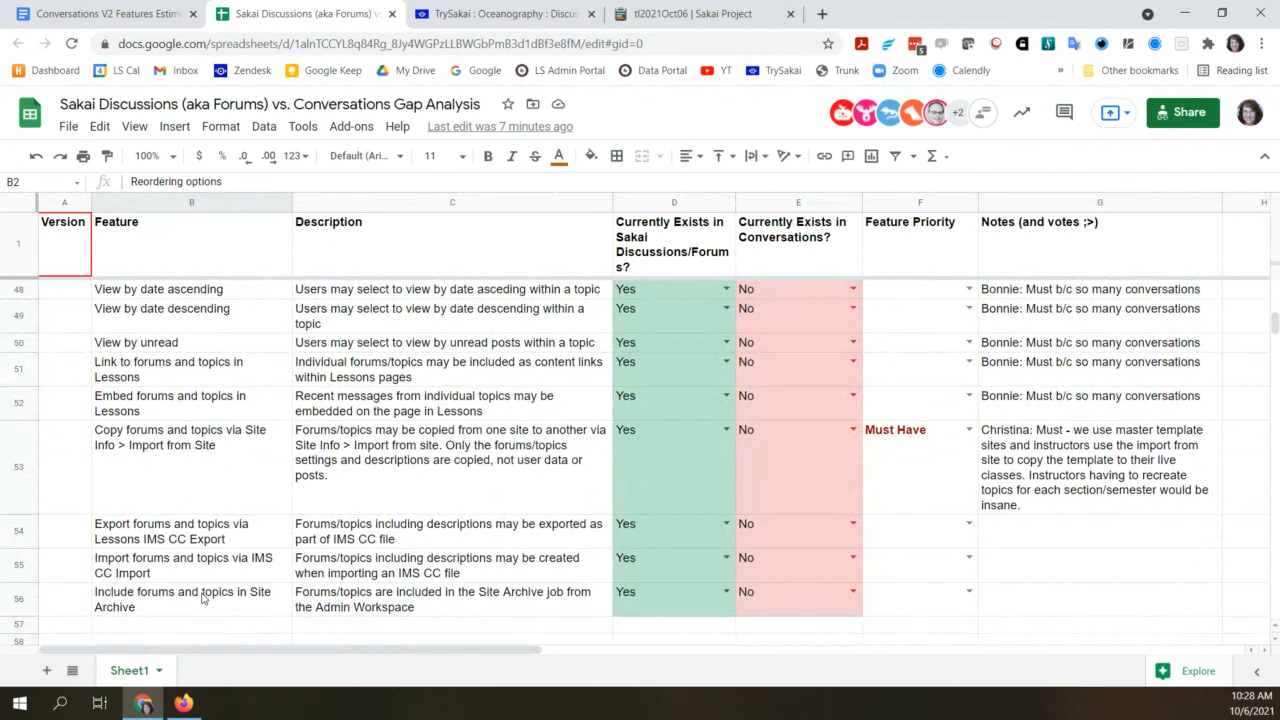 Conversations V2 Features Estim
Sakai Discussions (aka Forums) vs.
TrySakai : Oceanography : Discus
tl2021Oct06 | Sakai Project
docs.google.com/spreadsheets/d/1alnTCCYL8q84Rg_8Jy4WGPzLLBWGbPmB3d1dBf3e8fM/edit#gid=0
5
Dashboard
LS Cal
Inbox
Zendesk
Google Keep
My Drive
Google
LS Admin Portal
Data Portal
YT
TrySakai
Trunk
Zoom
Calendly
»
Other bookmarks
Reading list
Sakai Discussions (aka Forums) vs. Conversations Gap Analysis
+2
Share
File Edit View Insert Format Data Tools Add-ons Help Last edit was 7 minutes ago
100% $ % .0 .00 123 Default (Ari... 11 B I S A
B2 fx Reordering options
A B C D E F G H
1 Version Feature Description Currently Exists in Sakai Discussions/Forums? Currently Exists in Conversations? Feature Priority Notes (and votes ;>)
48 View by date ascending Users may select to view by date asceding within a topic Yes No Bonnie: Must b/c so many conversations
49 View by date descending Users may select to view by date descending within a topic Yes No Bonnie: Must b/c so many conversations
50 View by unread Users may select to view by unread posts within a topic Yes No Bonnie: Must b/c so many conversations
51 Link to forums and topics in Lessons Individual forums/topics may be included as content links within Lessons pages Yes No Bonnie: Must b/c so many conversations
52 Embed forums and topics in Lessons Recent messages from individual topics may be embedded on the page in Lessons Yes No Bonnie: Must b/c so many conversations
53 Copy forums and topics via Site Info > Import from Site Forums/topics may be copied from one site to another via Site Info > Import from site. Only the forums/topics settings and descriptions are copied, not user data or posts. Yes No Must Have Christina: Must - we use master template sites and instructors use the import from site to copy the template to their live classes. Instructors having to recreate topics for each section/semester would be insane.
54 Export forums and topics via Lessons IMS CC Export Forums/topics including descriptions may be exported as part of IMS CC file Yes No
55 Import forums and topics via IMS CC Import Forums/topics including descriptions may be created when importing an IMS CC file Yes No
56 Include forums and topics in Site Archive Forums/topics are included in the Site Archive job from the Admin Workspace Yes No
57
58
Sheet1
Explore
10:28 AM
10/6/2021